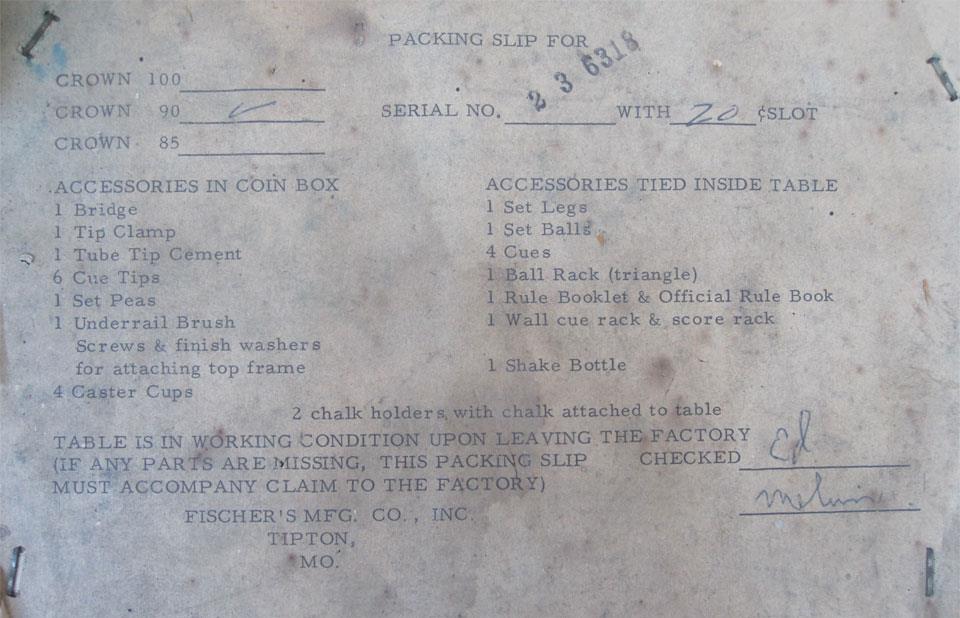 PACKING SLIP FOR
CROWN 100
CROWN 90 ✓ SERIAL NO. 2 3 6318 WITH 20 ¢SLOT
CROWN 85
ACCESSORIES IN COIN BOX
1 Bridge
1 Tip Clamp
1 Tube Tip Cement
6 Cue Tips
1 Set Peas
1 Underrail Brush
Screws & finish washers
for attaching top frame
4 Caster Cups
ACCESSORIES TIED INSIDE TABLE
1 Set Legs
1 Set Balls
4 Cues
1 Ball Rack (triangle)
1 Rule Booklet & Official Rule Book
1 Wall cue rack & score rack
1 Shake Bottle
2 chalk holders, with chalk attached to table
TABLE IS IN WORKING CONDITION UPON LEAVING THE FACTORY
(IF ANY PARTS ARE MISSING, THIS PACKING SLIP
MUST ACCOMPANY CLAIM TO THE FACTORY)
CHECKED Ed
Melvin
FISCHER'S MFG. CO., INC.
TIPTON,
MO.